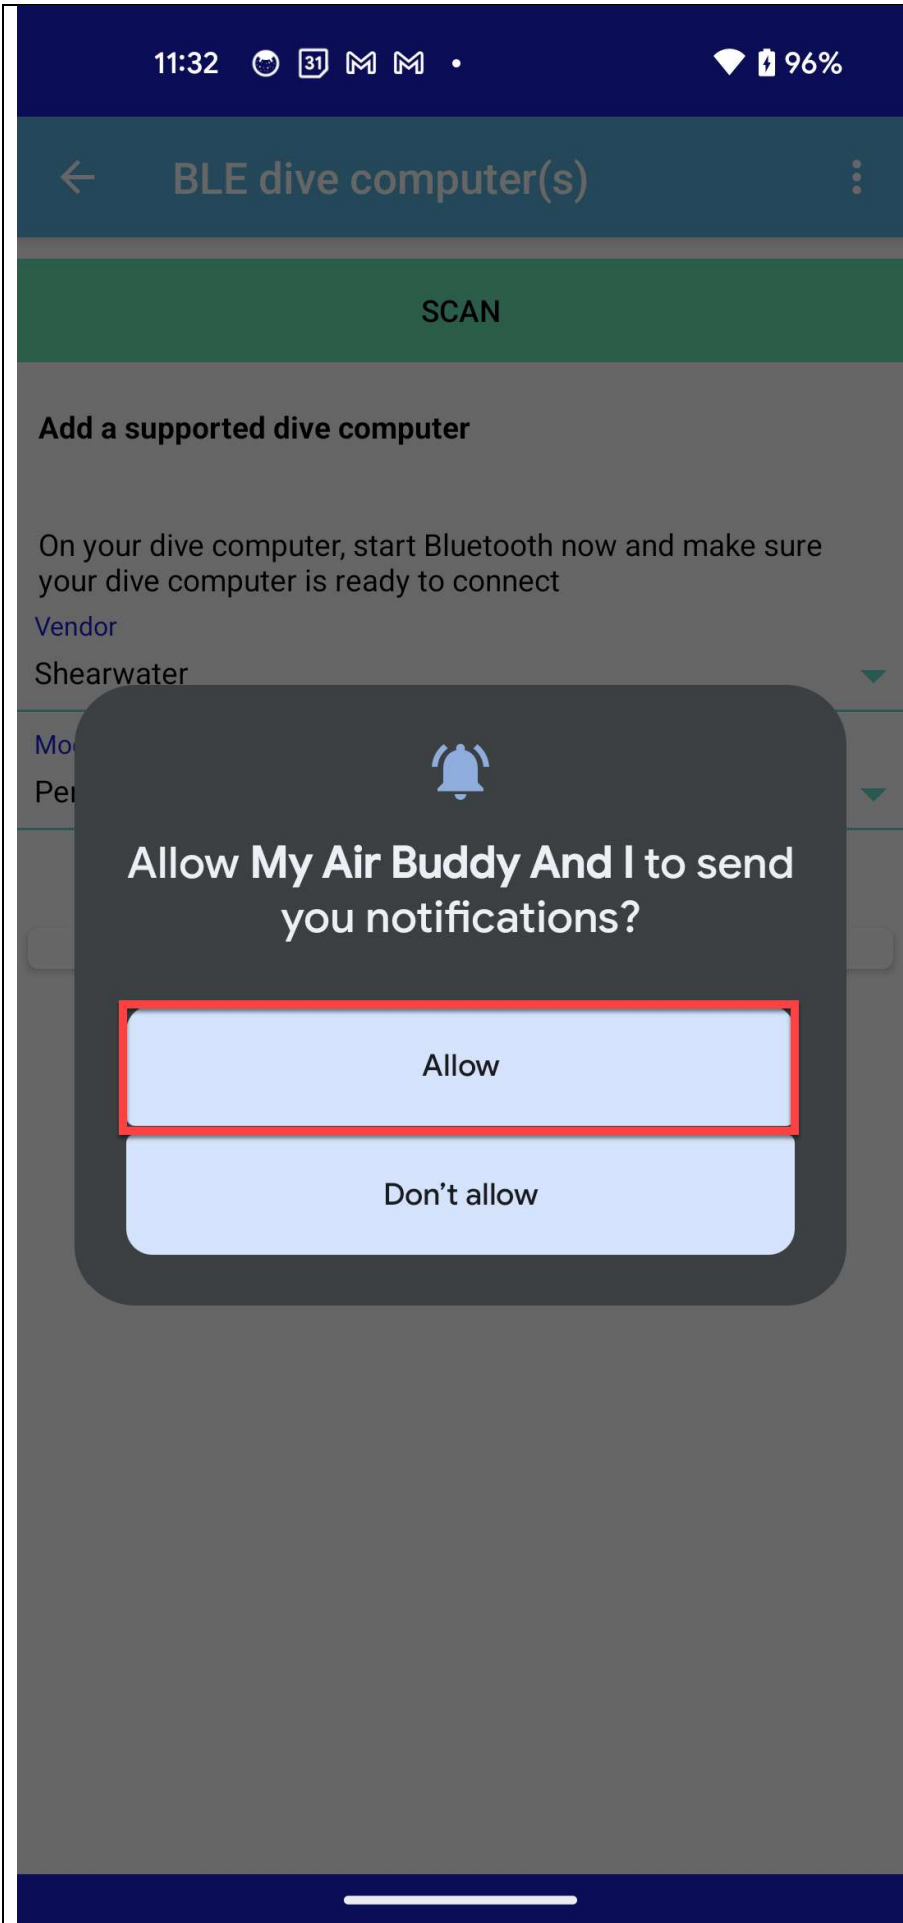 11:32 31 96%
BLE dive computer(s)
SCAN
Add a supported dive computer
On your dive computer, start Bluetooth now and make sure
your dive computer is ready to connect
Vendor
Shearwater
Allow My Air Buddy And I to send
you notifications?
Allow
Don't allow